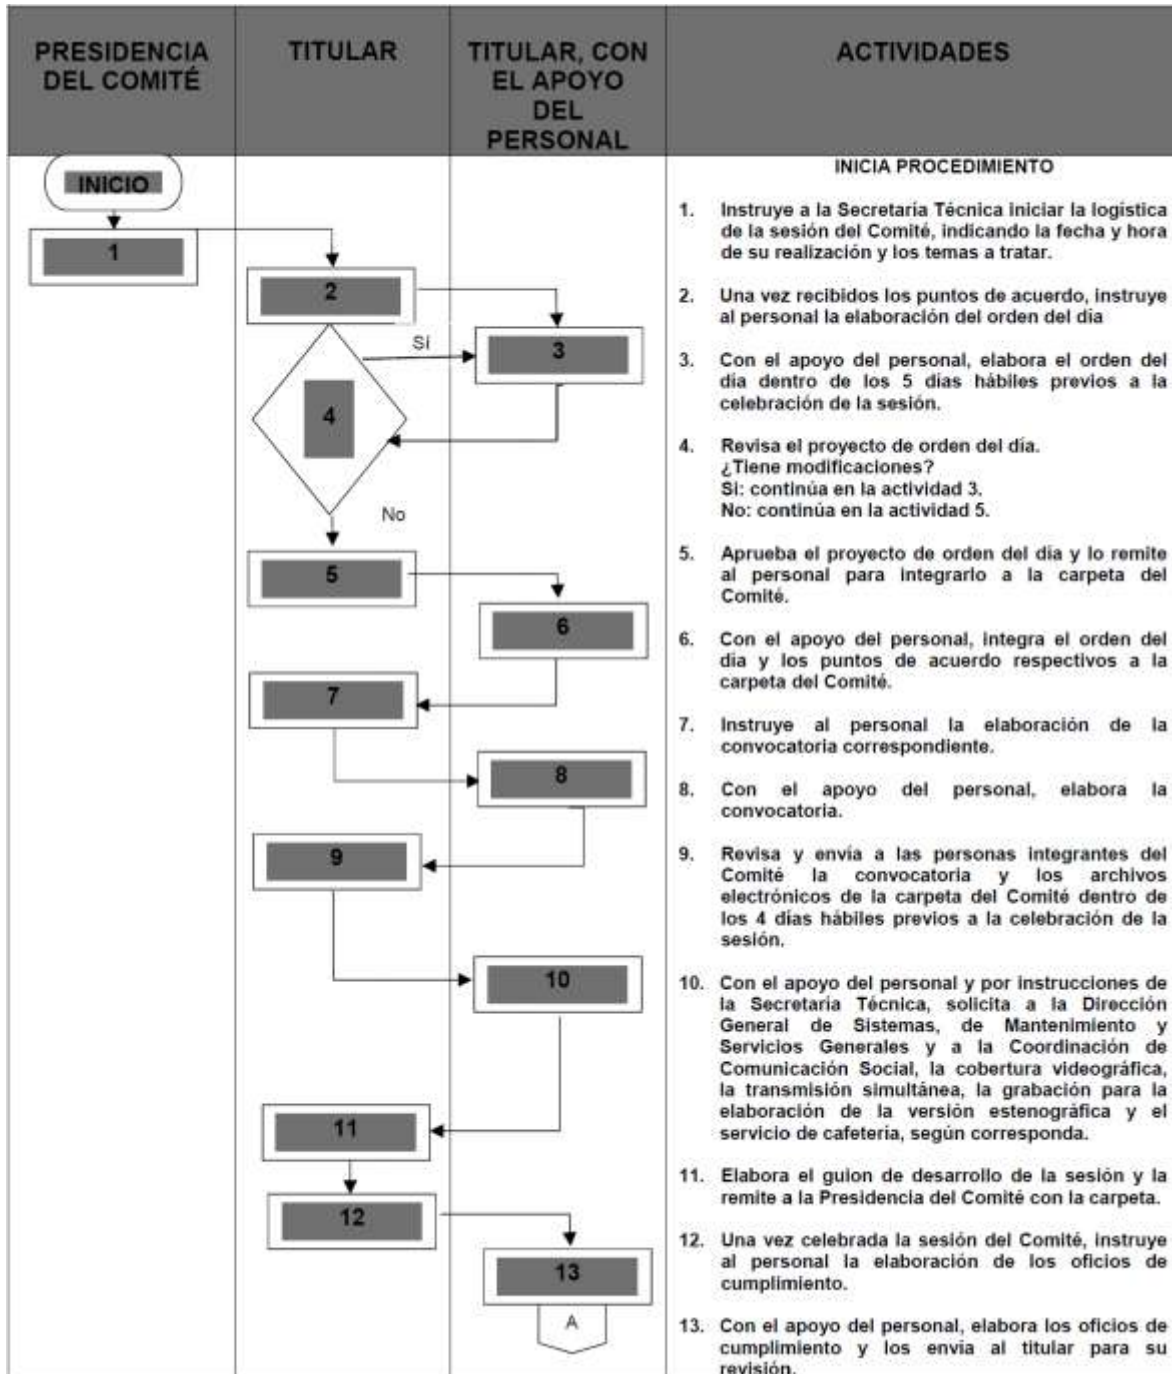 PRESIDENCIA
DEL COMITÉ
TITULAR
TITULAR, CON
EL APOYO
DEL
PERSONAL
ACTIVIDADES
INICIO
1
2
Sí
3
4
No
5
6
7
8
9
10
11
12
13
A
INICIA PROCEDIMIENTO
1. Instruye a la Secretaría Técnica iniciar la logística
de la sesión del Comité, indicando la fecha y hora
de su realización y los temas a tratar.
2. Una vez recibidos los puntos de acuerdo, instruye
al personal la elaboración del orden del día
3. Con el apoyo del personal, elabora el orden del
día dentro de los 5 días hábiles previos a la
celebración de la sesión.
4. Revisa el proyecto de orden del día.
¿Tiene modificaciones?
Si: continúa en la actividad 3.
No: continúa en la actividad 5.
5. Aprueba el proyecto de orden del día y lo remite
al personal para integrarlo a la carpeta del
Comité.
6. Con el apoyo del personal, integra el orden del
día y los puntos de acuerdo respectivos a la
carpeta del Comité.
7. Instruye al personal la elaboración de la
convocatoria correspondiente.
8. Con el apoyo del personal, elabora la
convocatoria.
9. Revisa y envía a las personas integrantes del
Comité la convocatoria y los archivos
electrónicos de la carpeta del Comité dentro de
los 4 días hábiles previos a la celebración de la
sesión.
10. Con el apoyo del personal y por instrucciones de
la Secretaría Técnica, solicita a la Dirección
General de Sistemas, de Mantenimiento y
Servicios Generales y a la Coordinación de
Comunicación Social, la cobertura videográfica,
la transmisión simultánea, la grabación para la
elaboración de la versión estenográfica y el
servicio de cafetería, según corresponda.
11. Elabora el guion de desarrollo de la sesión y la
remite a la Presidencia del Comité con la carpeta.
12. Una vez celebrada la sesión del Comité, instruye
al personal la elaboración de los oficios de
cumplimiento.
13. Con el apoyo del personal, elabora los oficios de
cumplimiento y los envía al titular para su
revisión.